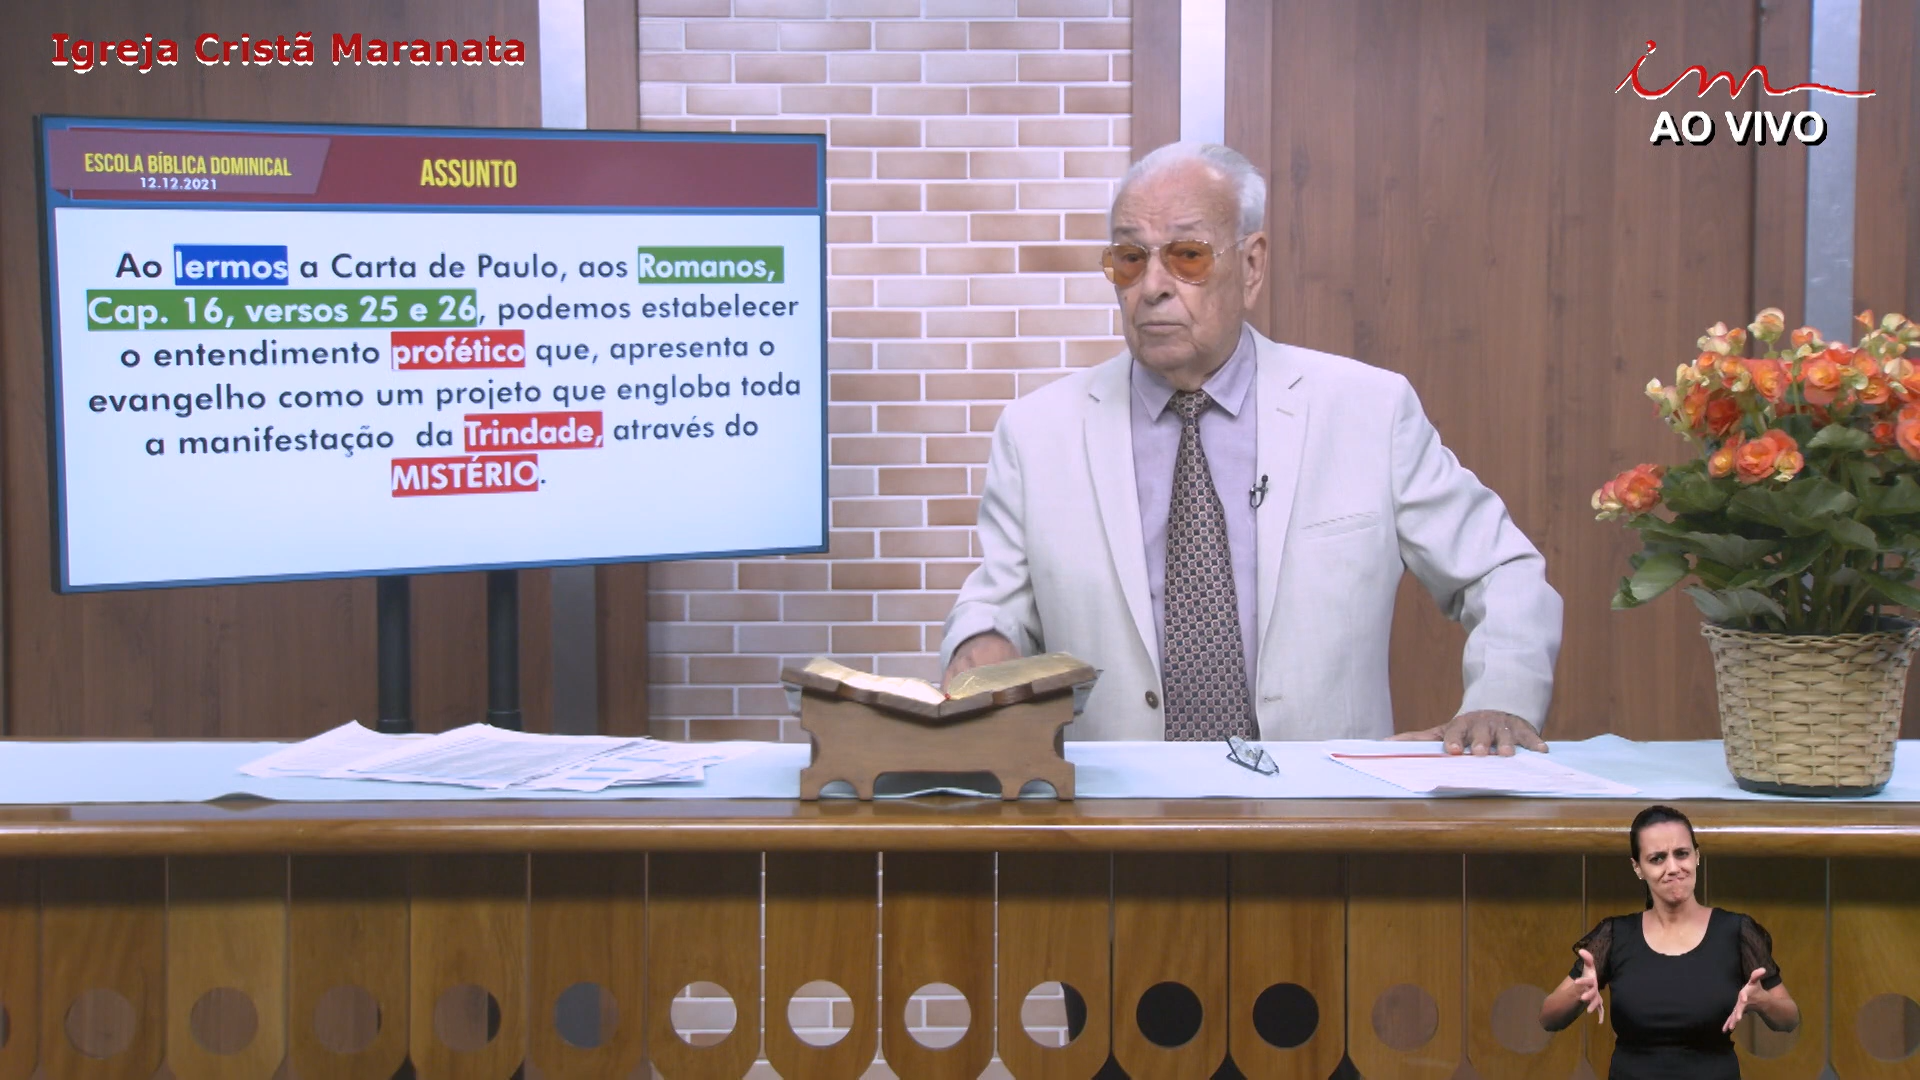 Igreja Cristã Maranata
im
AO VIVO
ESCOLA BÍBLICA DOMINICAL
12.12.2021
ASSUNTO
Ao lermos a Carta de Paulo, aos Romanos,
Cap. 16, versos 25 e 26, podemos estabelecer
o entendimento profético que, apresenta o
evangelho como um projeto que engloba toda
a manifestação da Trindade, através do
MISTÉRIO.